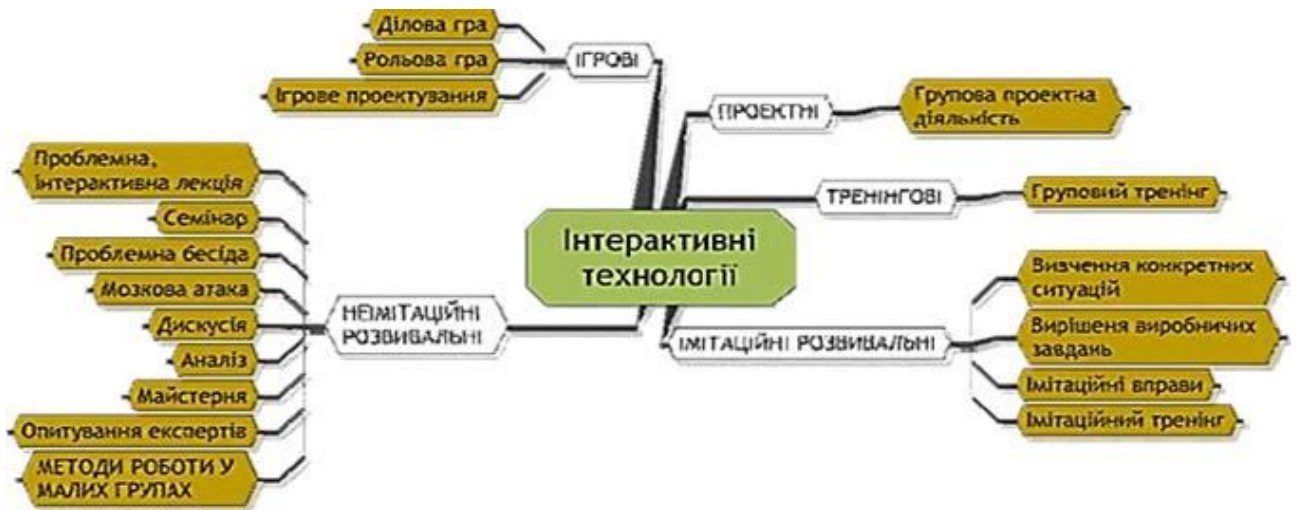 Ділова гра
Рольова гра
Ігрове проектування
ІГРОВІ
ПРОЕКТНІ
Групова проектна
діяльність
ТРЕНІНГОВІ
Груповий тренінг
Інтерактивні
технології
Проблемна,
інтерактивна лекція
Семінар
Проблемна бесіда
Мозкова атака
Дискусія
Аналіз
Майстерня
Опитування експертів
МЕТОДИ РОБОТИ У
МАЛИХ ГРУПАХ
НЕІМІТАЦІЙНІ
РОЗВИВАЛЬНІ
ІМІТАЦІЙНІ РОЗВИВАЛЬНІ
Вивчення конкретних
ситуацій
Вирішеня виробничих
завдань
Імітаційні вправи
Імітаційний тренінг